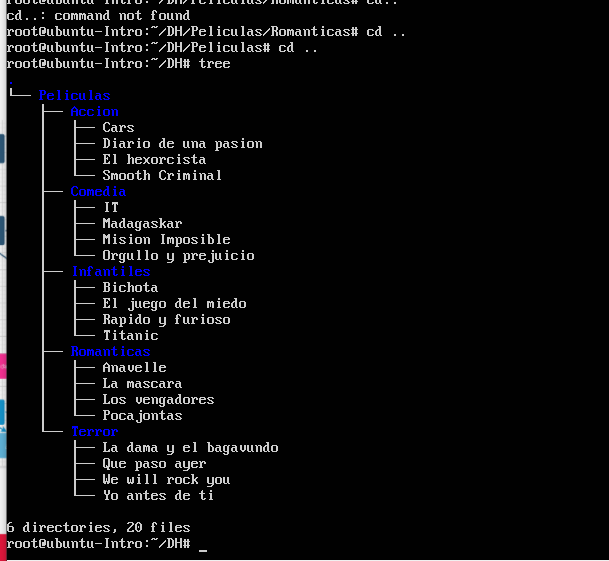 root@ubuntu-Intro:~/DH/Peliculas/Romanticas# cd..
cd..: command not found
root@ubuntu-Intro:~/DH/Peliculas/Romanticas# cd ..
root@ubuntu-Intro:~/DH/Peliculas# cd ..
root@ubuntu-Intro:~/DH# tree
.
└── Peliculas
    ├── Accion
    │   ├── Cars
    │   ├── Diario de una pasion
    │   ├── El hexorcista
    │   └── Smooth Criminal
    ├── Comedia
    │   ├── IT
    │   ├── Madagaskar
    │   ├── Mision Imposible
    │   └── Orgullo y prejuicio
    ├── Infantiles
    │   ├── Bichota
    │   ├── El juego del miedo
    │   ├── Rapido y furioso
    │   └── Titanic
    ├── Romanticas
    │   ├── Anavelle
    │   ├── La mascara
    │   ├── Los vengadores
    │   └── Pocajontas
    └── Terror
        ├── La dama y el bagavundo
        ├── Que paso ayer
        ├── We will rock you
        └── Yo antes de ti
6 directories, 20 files
root@ubuntu-Intro:~/DH# _